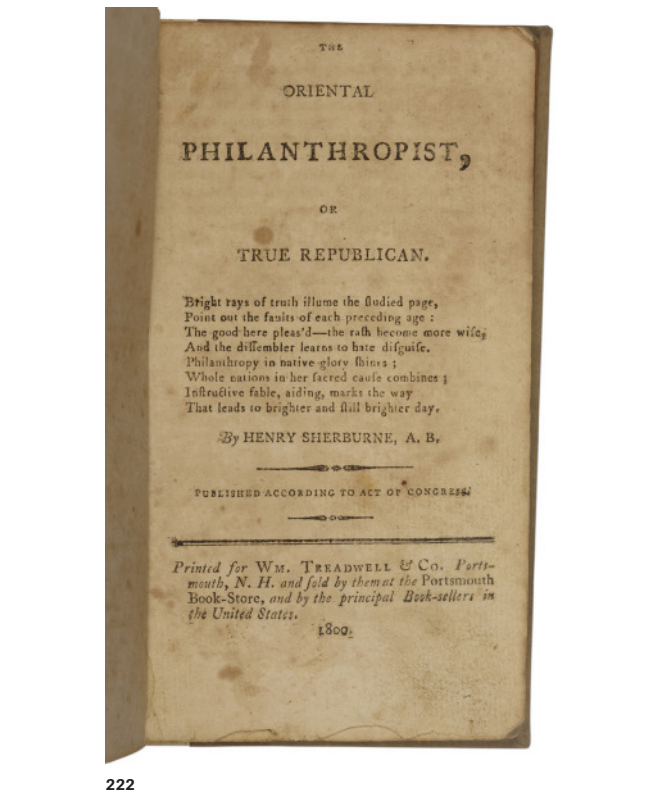 THE
ORIENTAL
PHILANTHROPIST,
OR
TRUE REPUBLICAN.
Bright rays of truth illume the ſtudied page,
Point out the faults of each preceding age :
The good here pleas'd—the raſh become more wiſe,
And the diſſembler learns to hate diſguiſe.
Philanthropy in native glory ſhines ;
Whole nations in her ſacred cauſe combines ;
Inſtructive fable, aiding, marks the way
That leads to brighter and ſtill brighter day.
By HENRY SHERBURNE, A. B.
PUBLISHED ACCORDING TO ACT OF CONGRESS.
Printed for WM. TREADWELL & CO. Portſ-
mouth, N. H. and ſold by them at the Portsmouth
Book-Store, and by the principal Book-ſellers in
the United States.
1800.
222